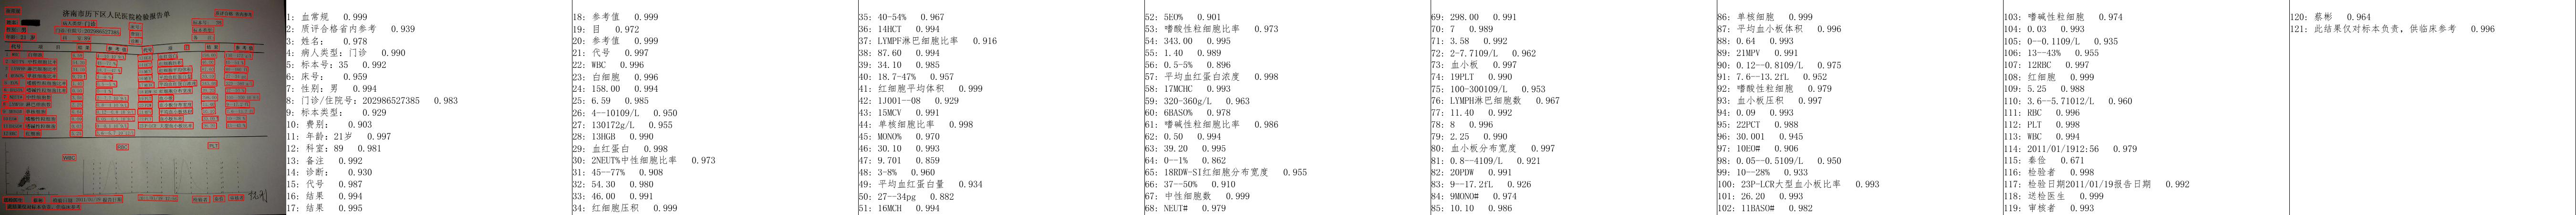 济南市历下区人民医院检验报告单
1: 血常规 0.999
2: 质评合格省内参考 0.939
3: 姓名: 0.978
4: 病人类型: 门诊 0.990
5: 标本号: 35 0.992
6: 床号: 0.959
7: 性别: 男 0.994
8: 门诊/住院号: 202986527385 0.983
9: 标本类型: 0.929
10: 费别: 0.903
11: 年龄: 21岁 0.997
12: 科室: 89 0.981
13: 备注 0.992
14: 诊断: 0.930
15: 代号 0.987
16: 结果 0.994
17: 结果 0.995
18: 参考值 0.999
19: 目 0.972
20: 参考值 0.999
21: 代号 0.997
22: WBC 0.996
23: 白细胞 0.996
24: 158.00 0.994
25: 6.59 0.985
26: 4--10109/L 0.950
27: 130172g/L 0.955
28: 13HGB 0.990
29: 血红蛋白 0.998
30: 2NEUT%中性细胞比率 0.973
31: 45--77% 0.908
32: 54.30 0.980
33: 46.00 0.991
34: 红细胞压积 0.999
35: 40-54% 0.967
36: 14HCT 0.994
37: LYMPF淋巴细胞比率 0.916
38: 87.60 0.994
39: 34.10 0.985
40: 18.7-47% 0.957
41: 红细胞平均体积 0.999
42: 1J001--08 0.929
43: 15MCV 0.991
44: 单核细胞比率 0.998
45: MONO% 0.970
46: 30.10 0.993
47: 9.701 0.859
48: 3-8% 0.960
49: 平均血红蛋白量 0.934
50: 27--34pg 0.882
51: 16MCH 0.994
52: 5EO% 0.901
53: 嗜酸性粒细胞比率 0.973
54: 343.00 0.995
55: 1.40 0.989
56: 0.5-5% 0.896
57: 平均血红蛋白浓度 0.998
58: 17MCHC 0.993
59: 320-360g/L 0.963
60: 6BASO% 0.978
61: 嗜碱性粒细胞比率 0.986
62: 0.50 0.994
63: 39.20 0.995
64: 0--1% 0.862
65: 18RDW-SI红细胞分布宽度 0.955
66: 37--50% 0.910
67: 中性细胞数 0.999
68: NEUT# 0.979
69: 298.00 0.991
70: 7 0.989
71: 3.58 0.992
72: 2-7.7109/L 0.962
73: 血小板 0.997
74: 19PLT 0.990
75: 100-300109/L 0.953
76: LYMPH淋巴细胞数 0.967
77: 11.40 0.992
78: 8 0.996
79: 2.25 0.990
80: 血小板分布宽度 0.997
81: 0.8--4109/L 0.921
82: 20PDW 0.991
83: 9--17.2fL 0.926
84: 9MONO# 0.974
85: 10.10 0.986
86: 单核细胞 0.999
87: 平均血小板体积 0.996
88: 0.64 0.993
89: 21MPV 0.991
90: 0.12--0.8109/L 0.975
91: 7.6--13.2fL 0.952
92: 嗜酸性粒细胞 0.979
93: 血小板压积 0.997
94: 0.09 0.993
95: 22PCT 0.988
96: 30.001 0.945
97: 10EO# 0.906
98: 0.05--0.5109/L 0.950
99: 10--28% 0.933
100: 23P-LCR大型血小板比率 0.993
101: 26.20 0.993
102: 11BASO# 0.982
103: 嗜碱性粒细胞 0.974
104: 0.03 0.993
105: 0--0.1109/L 0.935
106: 13--43% 0.955
107: 12RBC 0.997
108: 红细胞 0.999
109: 5.25 0.988
110: 3.6--5.71012/L 0.960
111: RBC 0.996
112: PLT 0.998
113: WBC 0.994
114: 2011/01/1912:56 0.979
115: 秦俭 0.671
116: 检验者 0.998
117: 检验日期2011/01/19报告日期 0.992
118: 送检医生 0.999
119: 审核者 0.993
120: 蔡彬 0.964
121: 此结果仅对标本负责, 供临床参考 0.996